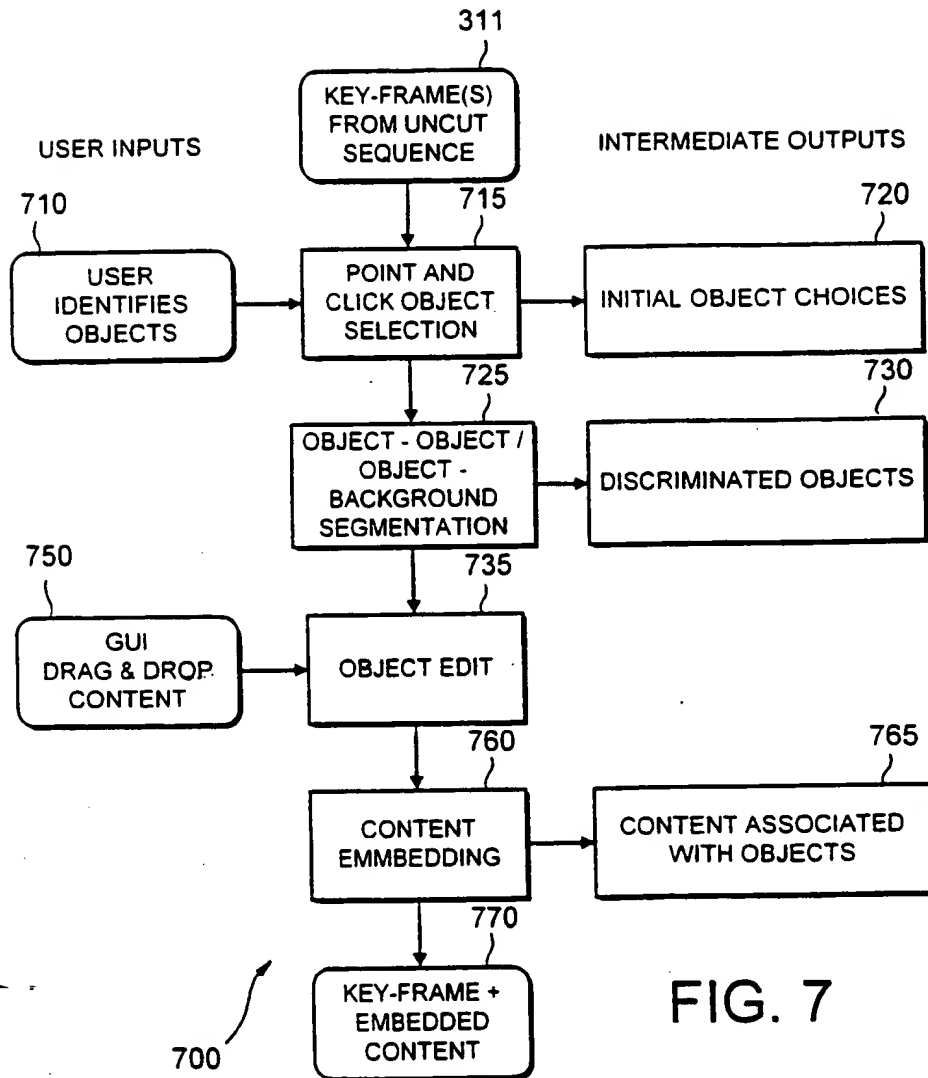 311
KEY-FRAME(S)
FROM UNCUT
SEQUENCE
USER INPUTS
INTERMEDIATE OUTPUTS
710
715
720
USER
IDENTIFIES
OBJECTS
POINT AND
CLICK OBJECT
SELECTION
INITIAL OBJECT CHOICES
725
730
OBJECT - OBJECT /
OBJECT -
BACKGROUND
SEGMENTATION
DISCRIMINATED OBJECTS
750
735
GUI
DRAG & DROP
CONTENT
OBJECT EDIT
760
765
CONTENT
EMMBEDDING
CONTENT ASSOCIATED
WITH OBJECTS
770
KEY-FRAME +
EMBEDDED
CONTENT
700
FIG. 7